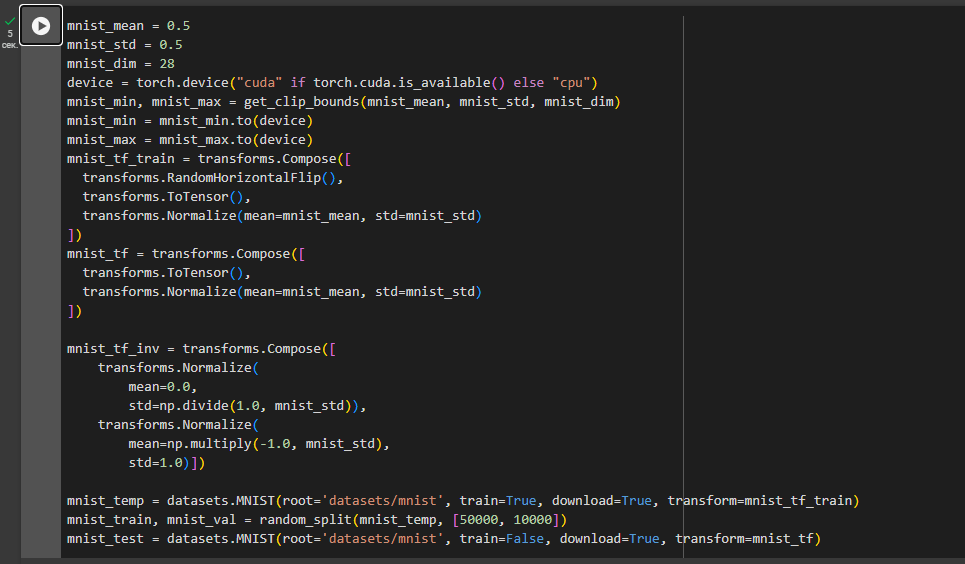 5
сек.
mnist_mean = 0.5
mnist_std = 0.5
mnist_dim = 28
device = torch.device("cuda" if torch.cuda.is_available() else "cpu")
mnist_min, mnist_max = get_clip_bounds(mnist_mean, mnist_std, mnist_dim)
mnist_min = mnist_min.to(device)
mnist_max = mnist_max.to(device)
mnist_tf_train = transforms.Compose([
  transforms.RandomHorizontalFlip(),
  transforms.ToTensor(),
  transforms.Normalize(mean=mnist_mean, std=mnist_std)
])
mnist_tf = transforms.Compose([
  transforms.ToTensor(),
  transforms.Normalize(mean=mnist_mean, std=mnist_std)
])
mnist_tf_inv = transforms.Compose([
    transforms.Normalize(
        mean=0.0,
        std=np.divide(1.0, mnist_std)),
    transforms.Normalize(
        mean=np.multiply(-1.0, mnist_std),
        std=1.0)])
mnist_temp = datasets.MNIST(root='datasets/mnist', train=True, download=True, transform=mnist_tf_train)
mnist_train, mnist_val = random_split(mnist_temp, [50000, 10000])
mnist_test = datasets.MNIST(root='datasets/mnist', train=False, download=True, transform=mnist_tf)